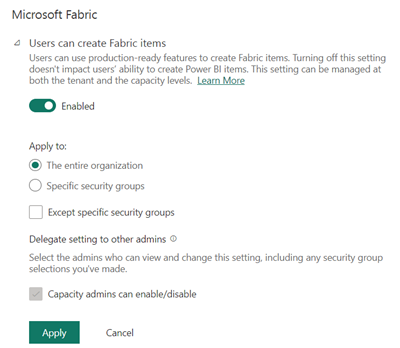 Microsoft Fabric
Users can create Fabric items
Users can use production-ready features to create Fabric items. Turning off this setting
doesn't impact users' ability to create Power BI items. This setting can be managed at
both the tenant and the capacity levels. Learn More
Enabled
Apply to:
The entire organization
Specific security groups
Except specific security groups
Delegate setting to other admins
Select the admins who can view and change this setting, including any security group
selections you've made.
Capacity admins can enable/disable
Apply Cancel